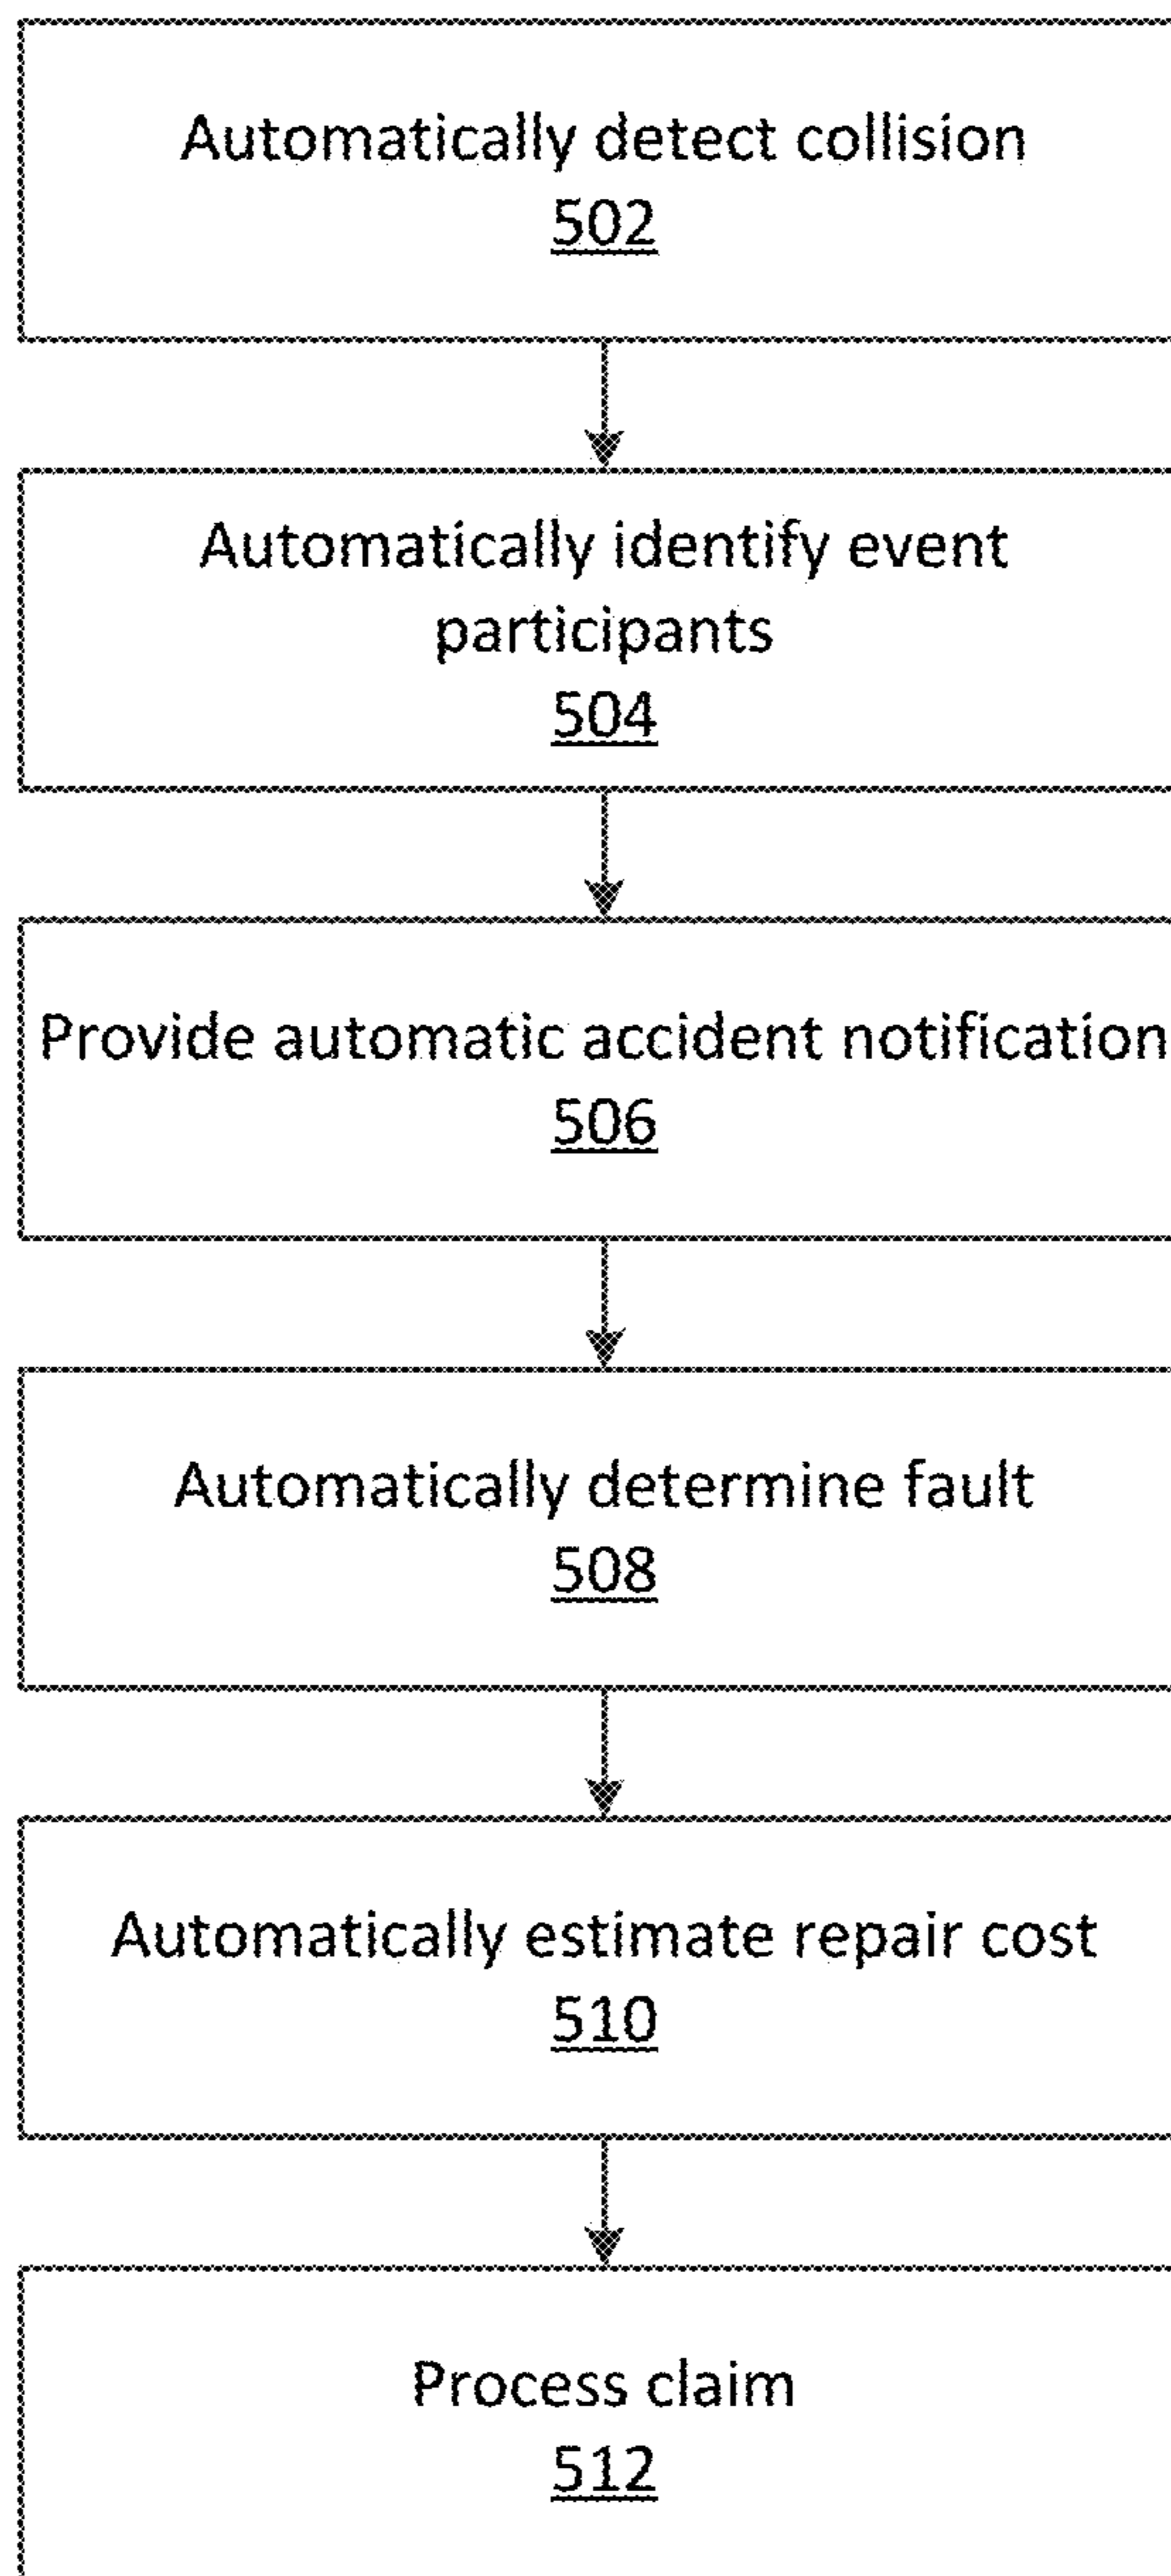 Automatically detect collision
502
Automatically identify event
participants
504
Provide automatic accident notification
506
Automatically determine fault
508
Automatically estimate repair cost
510
Process claim
512